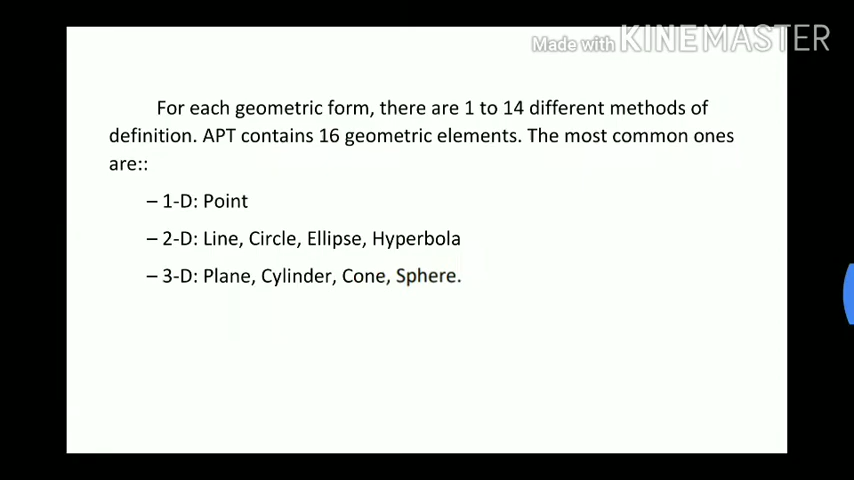 Made with KINEMASTER
For each geometric form, there are 1 to 14 different methods of
definition. APT contains 16 geometric elements. The most common ones
are::
– 1-D: Point
– 2-D: Line, Circle, Ellipse, Hyperbola
– 3-D: Plane, Cylinder, Cone, Sphere.